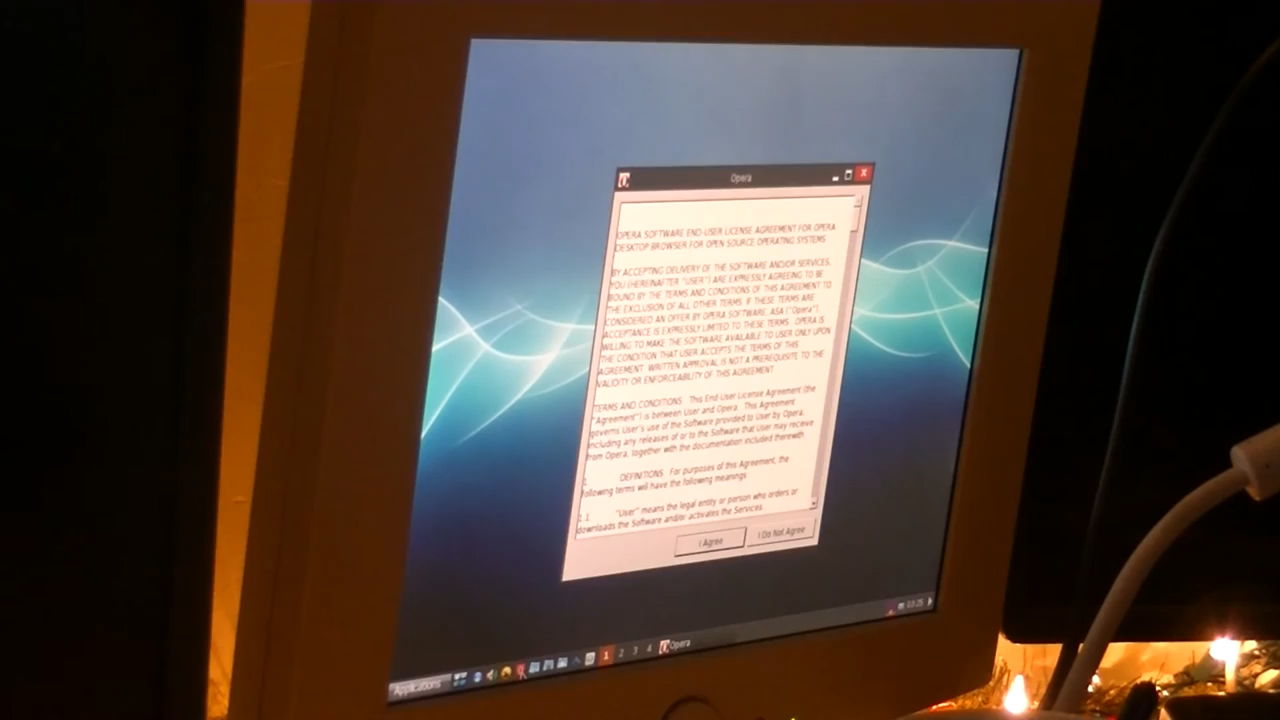 Opera
OPERA SOFTWARE END-USER LICENSE AGREEMENT FOR OPERA
DESKTOP BROWSER FOR OPEN SOURCE OPERATING SYSTEMS
BY ACCEPTING DELIVERY OF THE SOFTWARE AND/OR SERVICES,
YOU (HEREINAFTER "USER") ARE EXPRESSLY AGREEING TO BE
BOUND BY THE TERMS AND CONDITIONS OF THIS AGREEMENT TO
THE EXCLUSION OF ALL OTHER TERMS. IF THESE TERMS ARE
CONSIDERED AN OFFER BY OPERA SOFTWARE, ASA ("Opera"),
ACCEPTANCE IS EXPRESSLY LIMITED TO THESE TERMS. OPERA IS
WILLING TO MAKE THE SOFTWARE AVAILABLE TO USER ONLY UPON
THE CONDITION THAT USER ACCEPTS THE TERMS OF THIS
AGREEMENT. WRITTEN APPROVAL IS NOT A PREREQUISITE TO THE
VALIDITY OR ENFORCEABILITY OF THIS AGREEMENT
TERMS AND CONDITIONS. This End-User License Agreement (the
"Agreement") is between User and Opera. This Agreement
governs User's use of the Software provided to User by Opera,
including any releases of or to the Software that User may receive
from Opera, together with the documentation included therewith.
1. DEFINITIONS. For purposes of this Agreement, the
following terms will have the following meanings.
1.1 "User" means the legal entity or person who orders or
downloads the Software and/or activates the Services.
I Agree
I Do Not Agree
Applications
1 2 3 4 Opera